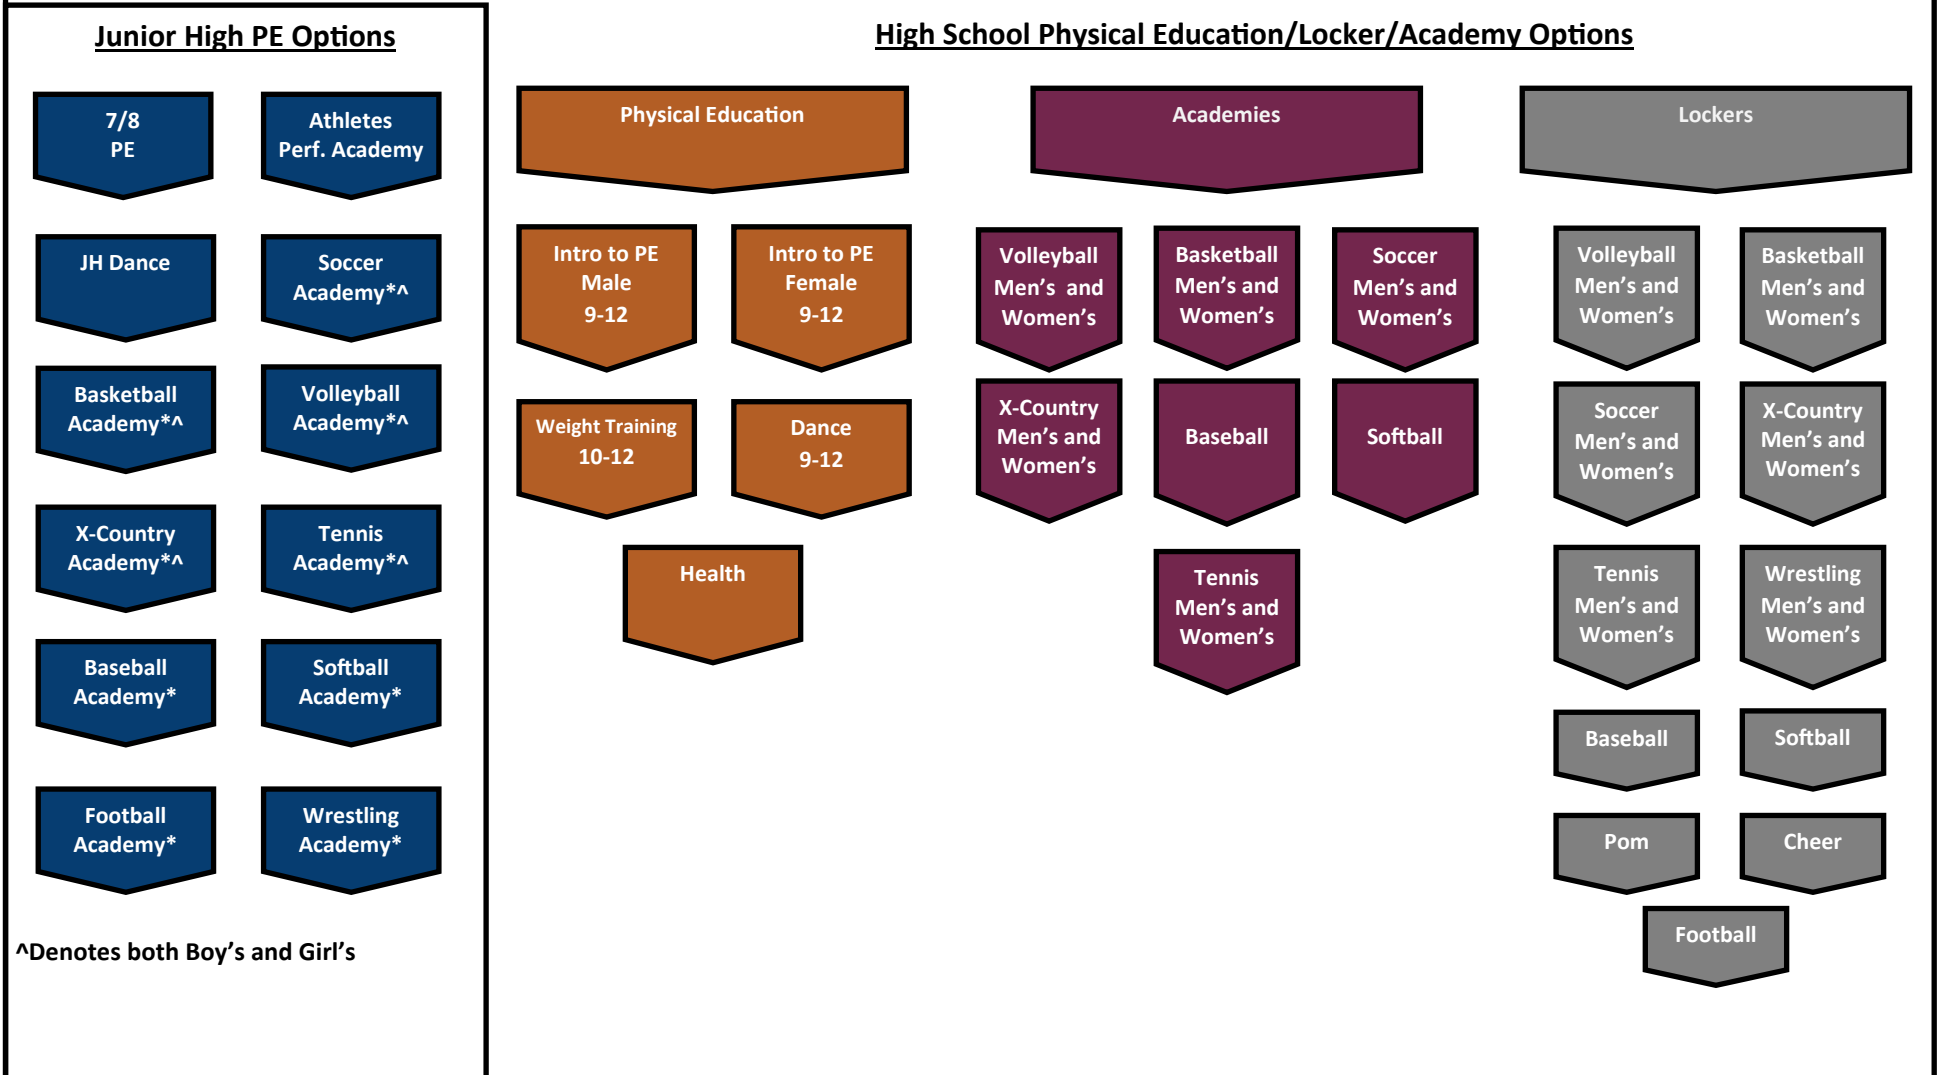 Junior High PE Options
7/8
PE
Athletes
Perf. Academy
JH Dance
Soccer
Academy*^
Basketball
Academy*^
Volleyball
Academy*^
X-Country
Academy*^
Tennis
Academy*^
Baseball
Academy*
Softball
Academy*
Football
Academy*
Wrestling
Academy*
^Denotes both Boy’s and Girl’s
High School Physical Education/Locker/Academy Options
Physical Education
Intro to PE
Male
9-12
Intro to PE
Female
9-12
Weight Training
10-12
Dance
9-12
Health
Academies
Volleyball
Men’s and
Women’s
Basketball
Men’s and
Women’s
Soccer
Men’s and
Women’s
X-Country
Men’s and
Women’s
Baseball
Softball
Tennis
Men’s and
Women’s
Lockers
Volleyball
Men’s and
Women’s
Basketball
Men’s and
Women’s
Soccer
Men’s and
Women’s
X-Country
Men’s and
Women’s
Tennis
Men’s and
Women’s
Wrestling
Men’s and
Women’s
Baseball
Softball
Pom
Cheer
Football